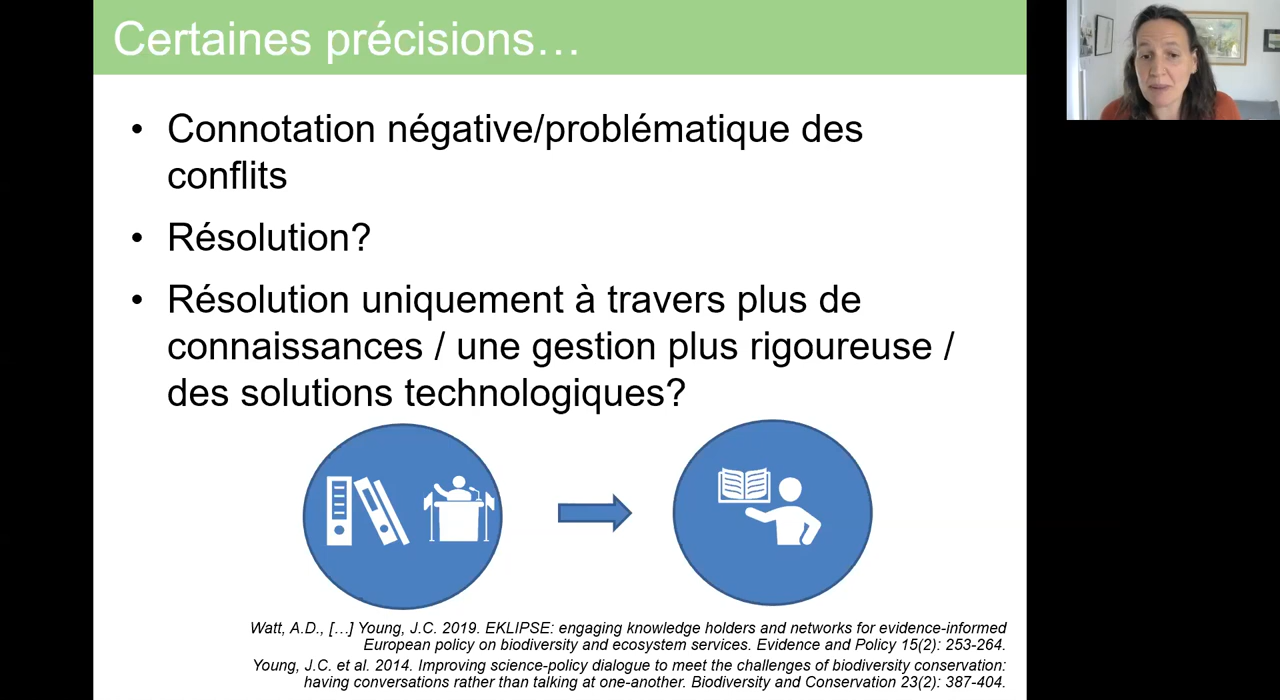 Certaines précisions…
• Connotation négative/problématique des
conflits
• Résolution?
• Résolution uniquement à travers plus de
connaissances / une gestion plus rigoureuse /
des solutions technologiques?
Watt, A.D., […] Young, J.C. 2019. EKLIPSE: engaging knowledge holders and networks for evidence-informed
European policy on biodiversity and ecosystem services. Evidence and Policy 15(2): 253-264.
Young, J.C. et al. 2014. Improving science-policy dialogue to meet the challenges of biodiversity conservation:
having conversations rather than talking at one-another. Biodiversity and Conservation 23(2): 387-404.